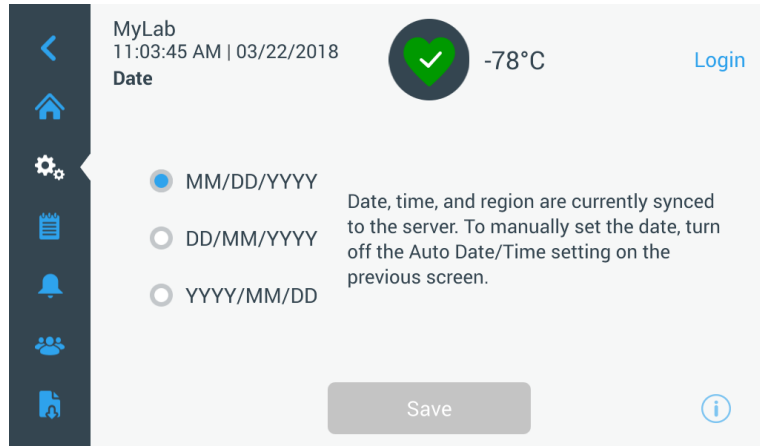 MyLab
11:03:45 AM | 03/22/2018
Date
-78°C
Login
MM/DD/YYYY
DD/MM/YYYY
YYYY/MM/DD
Date, time, and region are currently synced
to the server. To manually set the date, turn
off the Auto Date/Time setting on the
previous screen.
Save
i